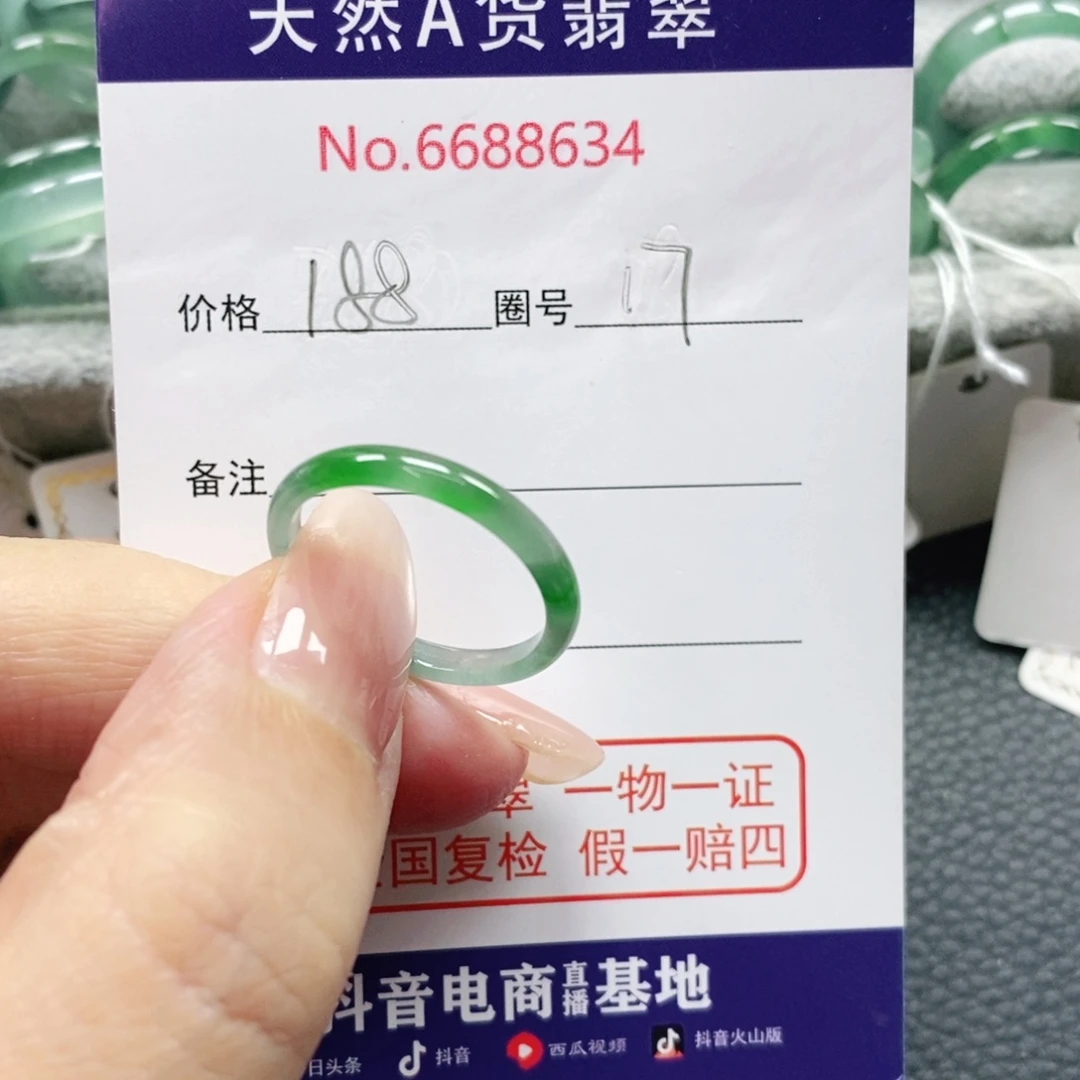 天然A货翡翠
No.6688634
价格 188 圈号 17
备注
翠 一物一证
国复检 假一赔四
抖音电商直播基地
日头条 抖音 西瓜视频 抖音火山版